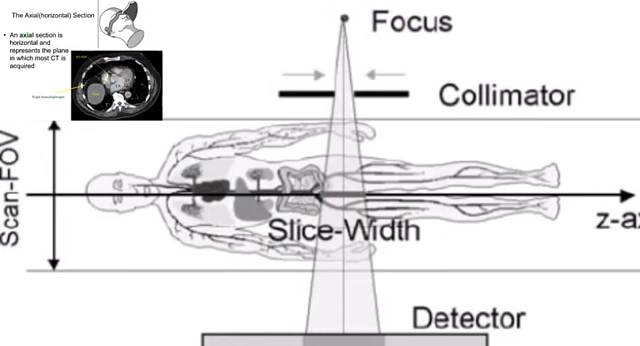 The Axial(horizontal) Section
• An axial section is
horizontal and
represents the plane
in which most CT is
acquired
Focus
Collimator
Scan-FOV
Slice-Width
z-ax
Detector